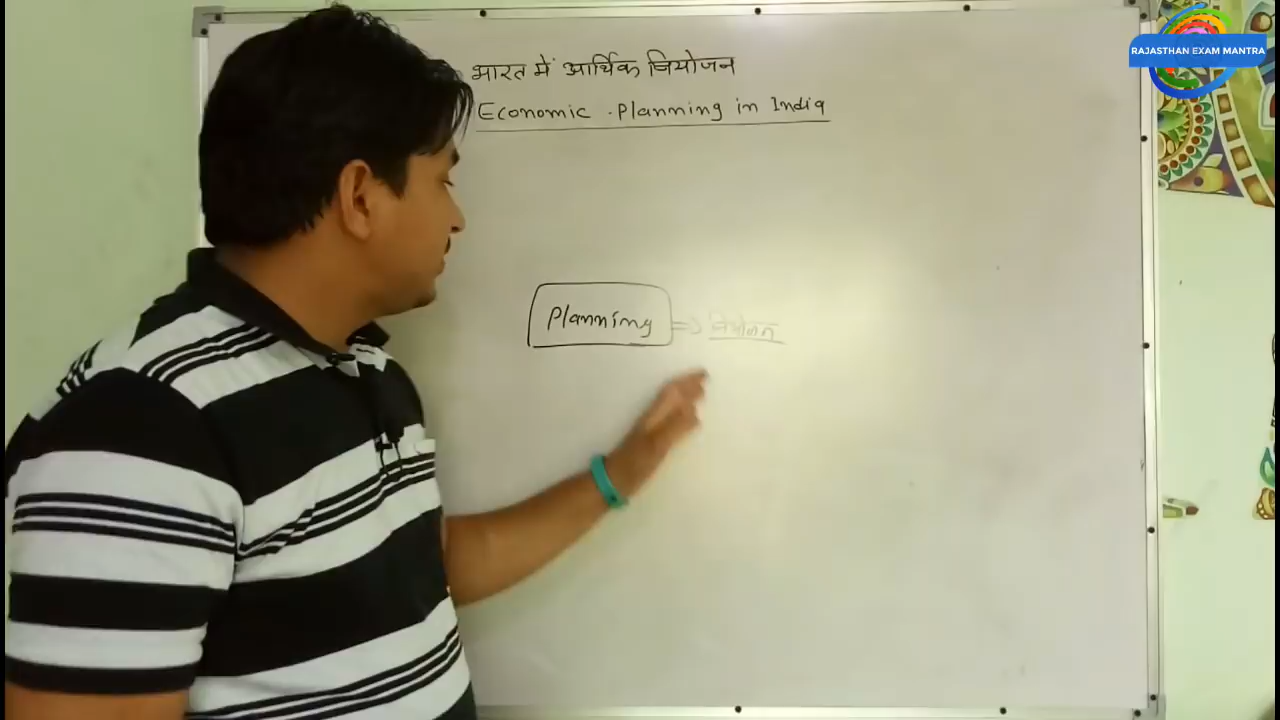 भारत में आर्थिक नियोजन
Economic Planning in India
Planning => नियोजन
RAJASTHAN EXAM MANTRA